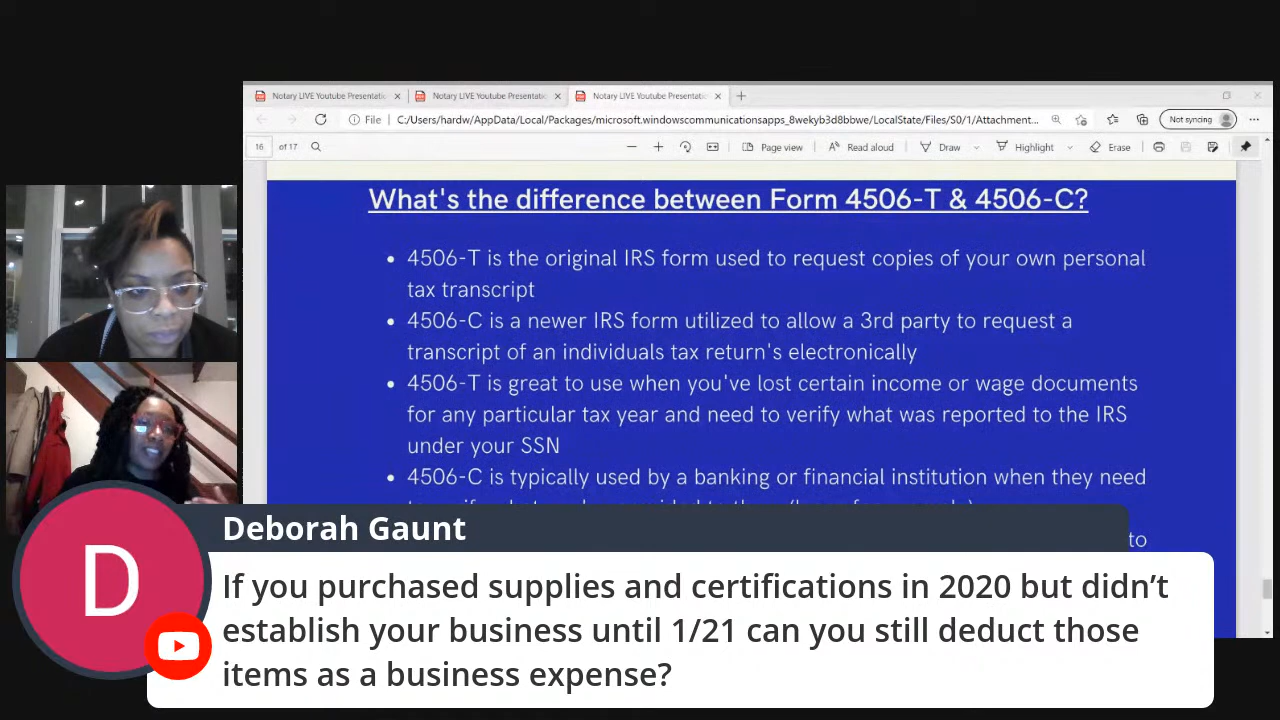 Notary LIVE Youtube Presentatic
Notary LIVE Youtube Presentatic
Notary LIVE Youtube Presentatic
File C:/Users/hardw/AppData/Local/Packages/microsoft.windowscommunicationsapps_8wekyb3d8bbwe/LocalState/Files/S0/1/Attachment... Not syncing
16 of 17 Page view Read aloud Draw Highlight Erase
What's the difference between Form 4506-T & 4506-C?
• 4506-T is the original IRS form used to request copies of your own personal
tax transcript
• 4506-C is a newer IRS form utilized to allow a 3rd party to request a
transcript of an individuals tax return's electronically
• 4506-T is great to use when you've lost certain income or wage documents
for any particular tax year and need to verify what was reported to the IRS
under your SSN
• 4506-C is typically used by a banking or financial institution when they need
to
D
Deborah Gaunt
If you purchased supplies and certifications in 2020 but didn’t
establish your business until 1/21 can you still deduct those
items as a business expense?